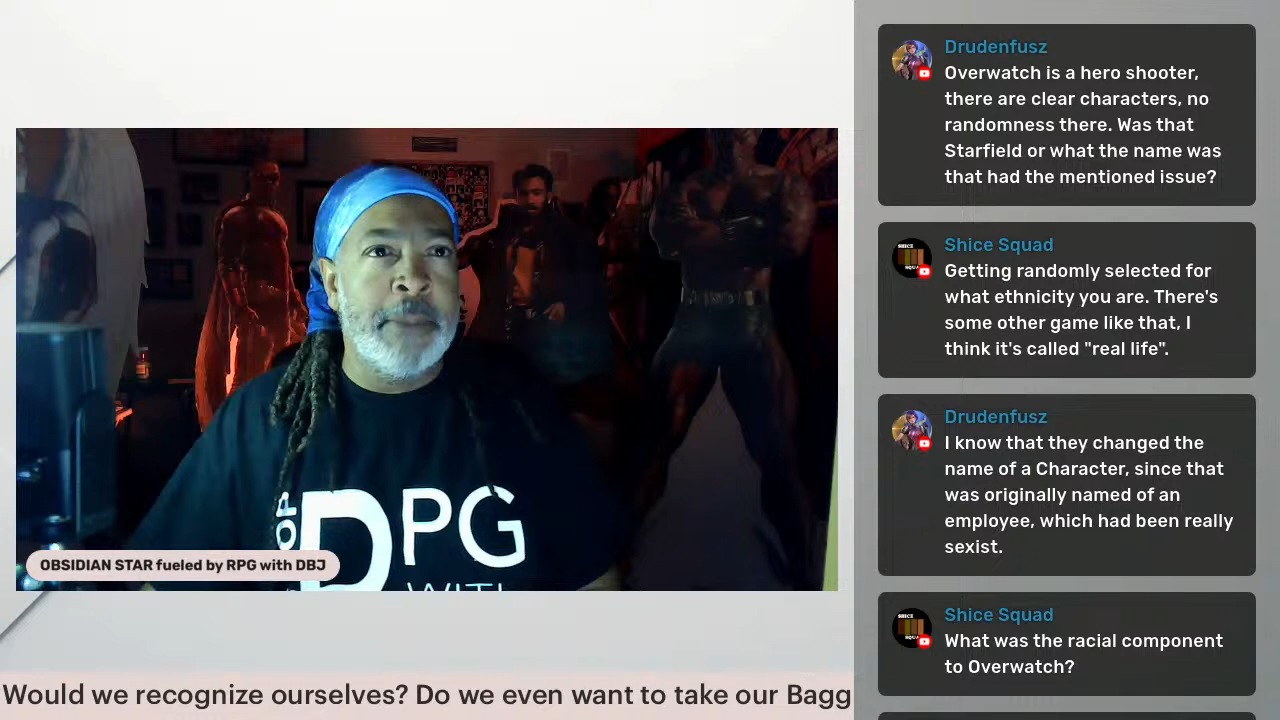 Drudenfusz
Overwatch is a hero shooter,
there are clear characters, no
randomness there. Was that
Starfield or what the name was
that had the mentioned issue?
Shice Squad
Getting randomly selected for
what ethnicity you are. There's
some other game like that, I
think it's called "real life".
Drudenfusz
I know that they changed the
name of a Character, since that
was originally named of an
employee, which had been really
sexist.
Shice Squad
What was the racial component
to Overwatch?
DPG
OBSIDIAN STAR fueled by RPG with DBJ
Would we recognize ourselves? Do we even want to take our Bagg